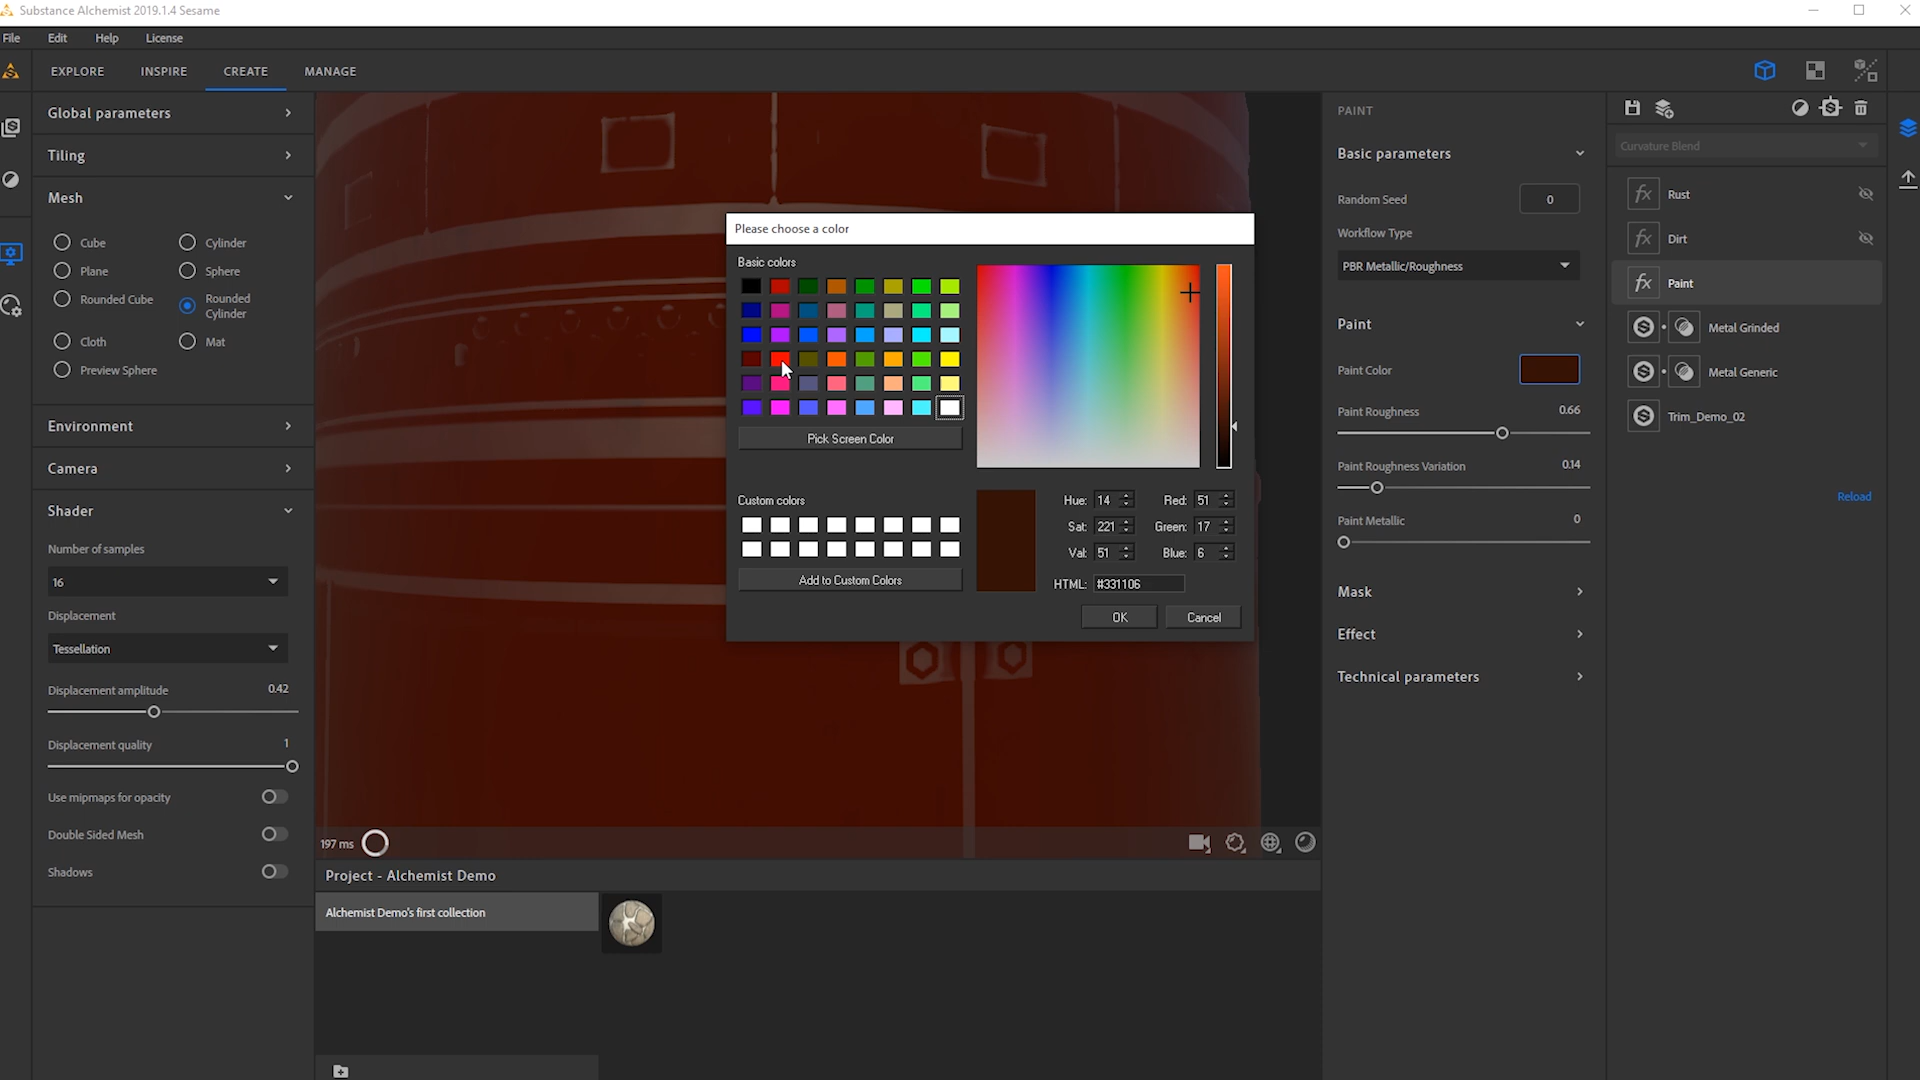 Substance Alchemist 2019.1.4 Sesame
File Edit Help License
EXPLORE INSPIRE CREATE MANAGE
Global parameters
Tiling
Mesh
Cube Cylinder
Plane Sphere
Rounded Cube Rounded Cylinder
Cloth Mat
Preview Sphere
Environment
Camera
Shader
Number of samples
16
Displacement
Tessellation
Displacement amplitude 0.42
Displacement quality 1
Use mipmaps for opacity
Double Sided Mesh
Shadows
Please choose a color
Basic colors
Pick Screen Color
Custom colors
Add to Custom Colors
Hue: 14 Red: 51
Sat: 221 Green: 17
Val: 51 Blue: 6
HTML: #331106
OK Cancel
197 ms
Project - Alchemist Demo
Alchemist Demo's first collection
PAINT
Basic parameters
Random Seed 0
Workflow Type
PBR Metallic/Roughness
Paint
Paint Color
Paint Roughness 0.66
Paint Roughness Variation 0.14
Paint Metallic 0
Mask
Effect
Technical parameters
Curvature Blend
fx Rust
fx Dirt
fx Paint
Metal Grinded
Metal Generic
Trim_Demo_02
Reload